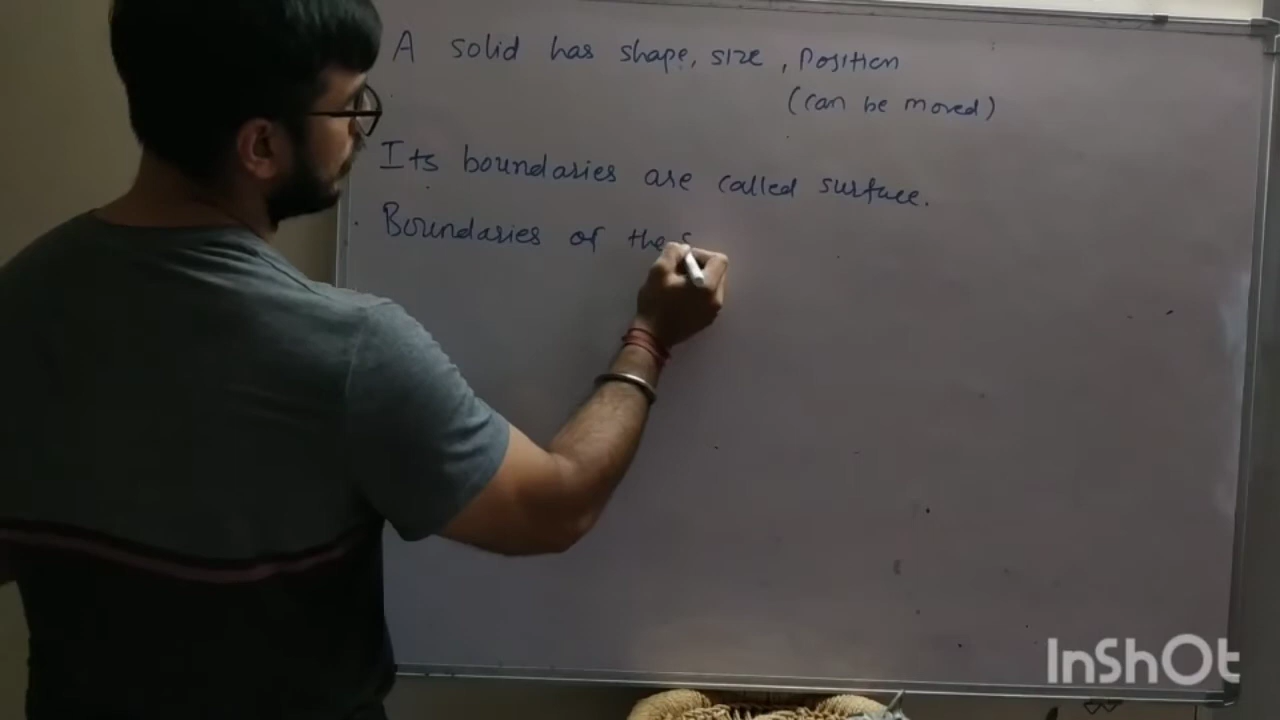 A solid has shape, size, Position
(can be moved)
Its boundaries are called surface.
Boundaries of the s
InShOt